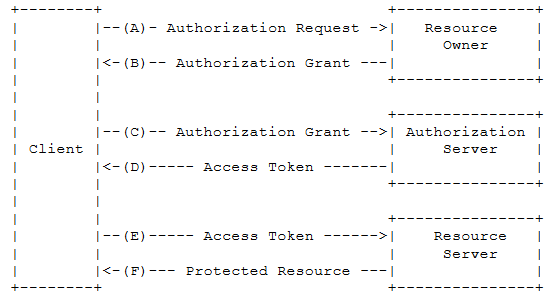 +--------+                               +---------------+
|        |--(A)- Authorization Request ->|   Resource    |
|        |                               |     Owner     |
|        |<-(B)-- Authorization Grant ---|               |
|        |                               +---------------+
|        |
|        |                               +---------------+
|        |--(C)-- Authorization Grant -->| Authorization |
| Client |                               |     Server    |
|        |<-(D)----- Access Token -------|               |
|        |                               +---------------+
|        |
|        |                               +---------------+
|        |--(E)----- Access Token ------>|    Resource   |
|        |                               |     Server    |
|        |<-(F)--- Protected Resource ---|               |
+--------+                               +---------------+